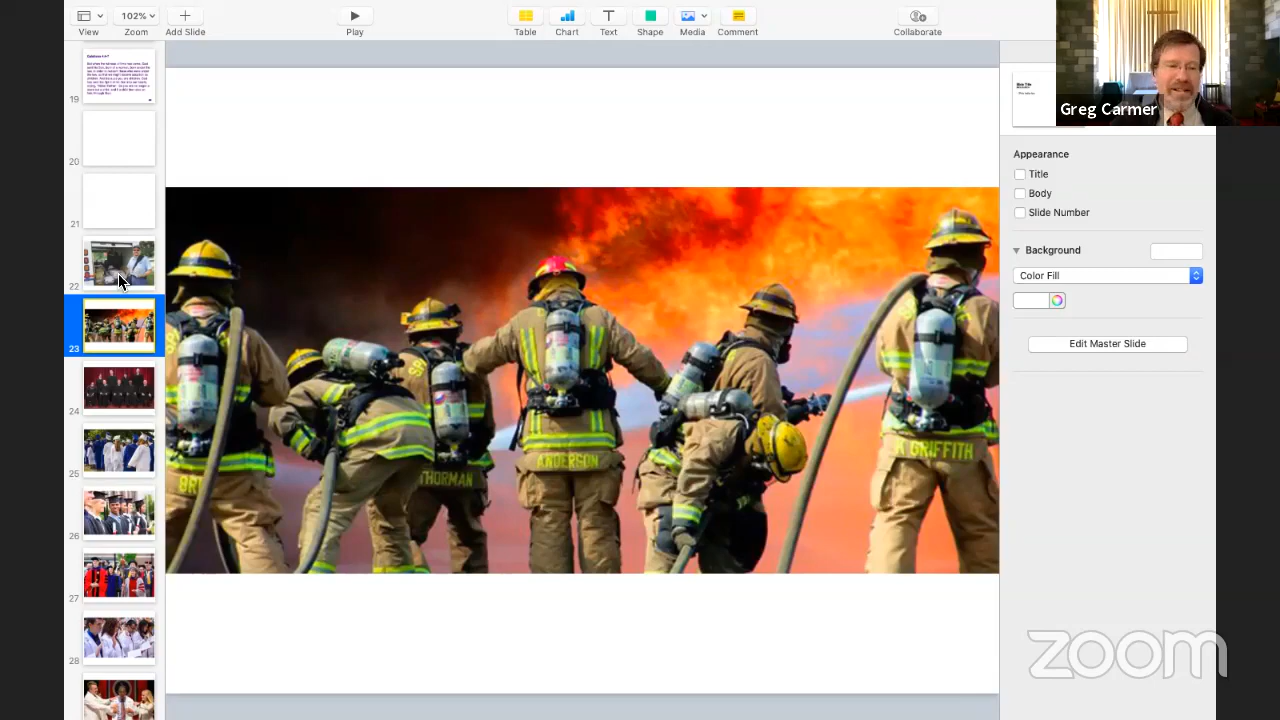 102%
View
Zoom
Add Slide
Play
Table
Chart
Text
Shape
Media
Comment
Collaborate
Greg Carmer
19
20
21
22
23
24
25
26
27
28
Slide Title
THORMAN
ANDERSON
K GRIFFITH
Appearance
Title
Body
Slide Number
Background
Color Fill
Edit Master Slide
zoom